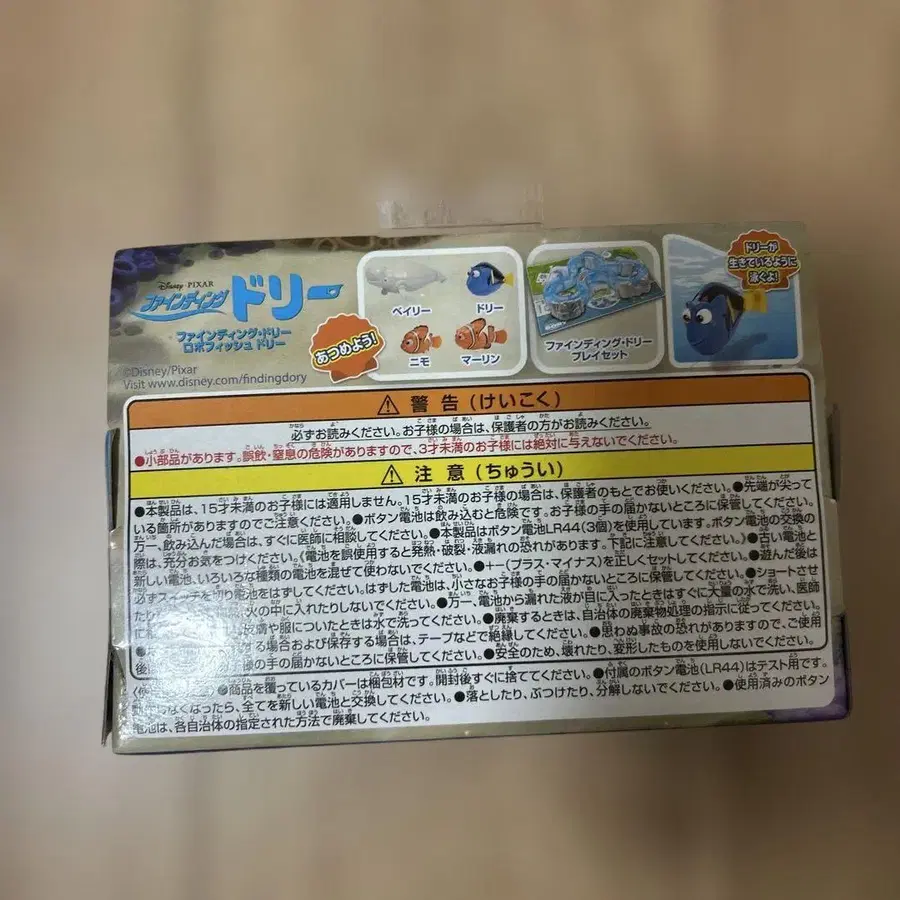 Disney PIXAR
ファインディング ドリー
ファインディング・ドリー
ロボフィッシュ ドリー
©Disney/Pixar
Visit www.disney.com/findingdory
あつめよう!
ベイリー
ドリー
ニモ
マーリン
ファインディング・ドリー
プレイセット
ドリーが
生きているように
泳ぐよ!
警告(けいこく)
必ずお読みください。お子様の場合は、保護者の方がお読みください。
●小部品があります。誤飲・窒息の危険がありますので、3才未満のお子様には絶対に与えないでください。
注意(ちゅうい)
●本製品は、15才未満のお子様には適用しません。15才未満のお子様の場合は、保護者のもとでお使いください。●先端が尖って
いる箇所がありますのでご注意ください。●ボタン電池は飲み込むと危険です。お子様の手の届かないところに保管してください。
万一、飲み込んだ場合は、すぐに医師に相談してください。●本製品はボタン電池LR44(3個)を使用しています。ボタン電池の交換の
際は、充分お気をつけください。《電池を誤使用すると発熱・破裂・液漏れの恐れがあります。下記に注意してください。》●古い電池と
新しい電池、いろいろな種類の電池を混ぜて使わないでください。●+-(プラス・マイナス)を正しくセットしてください。●遊んだ後は
必ずスイッチを切り電池をはずしてください。はずした電池は、小さなお子様の手の届かないところに保管してください。●ショートさせ
火の中に入れたりしないでください。●万一、電池から漏れた液が目に入ったときはすぐに大量の水で洗い、医師
皮膚や服についたときは水で洗ってください。●廃棄するときは、自治体の廃棄物処理の指示に従ってください。
する場合および保存する場合は、テープなどで絶縁してください。●思わぬ事故の恐れがありますので、ご使用
後 の手の届かないところに保管してください。●安全のため、壊れたり、変形したものを使用しないでください。
●商品を覆っているカバーは梱包材です。開封後すぐに捨ててください。●付属のボタン電池(LR44)はテスト用です。
しなくなったら、全てを新しい電池と交換してください。●落としたり、ぶつけたり、分解しないでください。●使用済みのボタン
電池は、各自治体の指定された方法で廃棄してください。